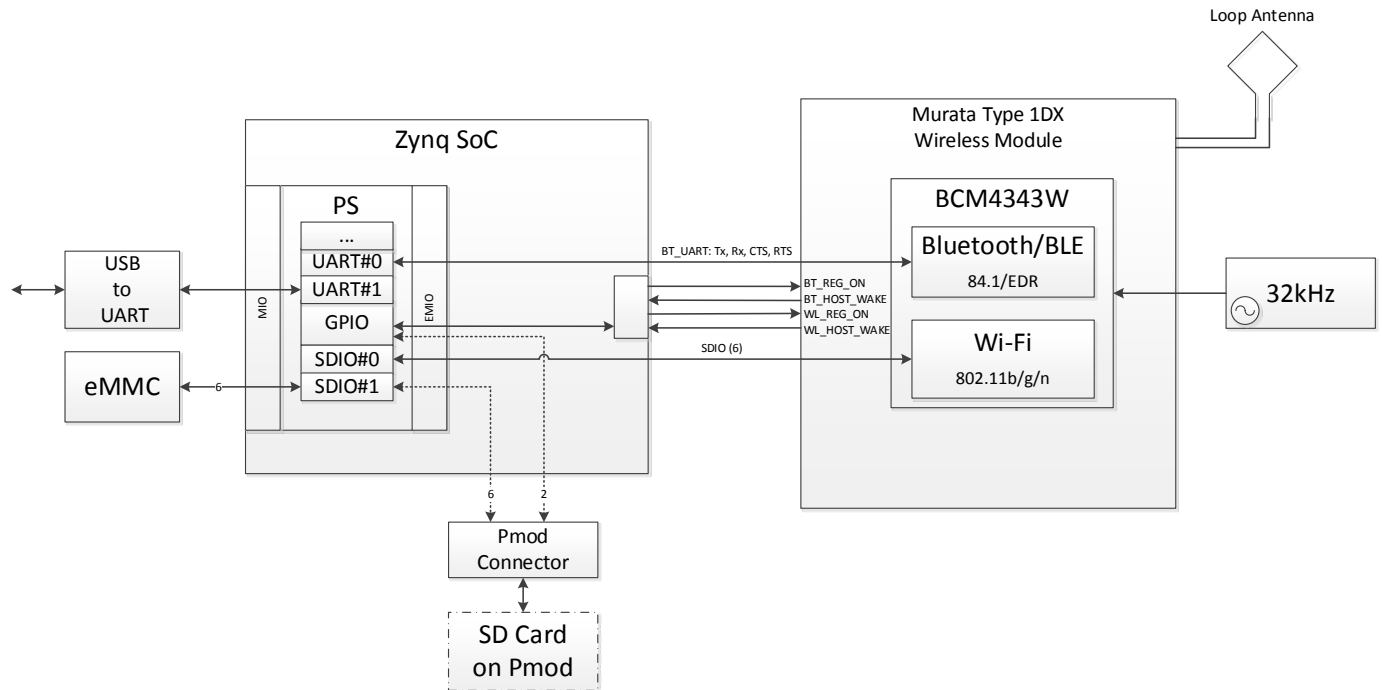 Loop Antenna
Zynq SoC
Murata Type 1DX
Wireless Module
PS
...
UART#0
UART#1
GPIO
SDIO#0
SDIO#1
MIO
EMIO
USB
to
UART
eMMC
6
BT_UART: Tx, Rx, CTS, RTS
BT_REG_ON
BT_HOST_WAKE
WL_REG_ON
WL_HOST_WAKE
SDIO (6)
BCM4343W
Bluetooth/BLE
84.1/EDR
Wi-Fi
802.11b/g/n
32kHz
6
2
Pmod
Connector
SD Card
on Pmod